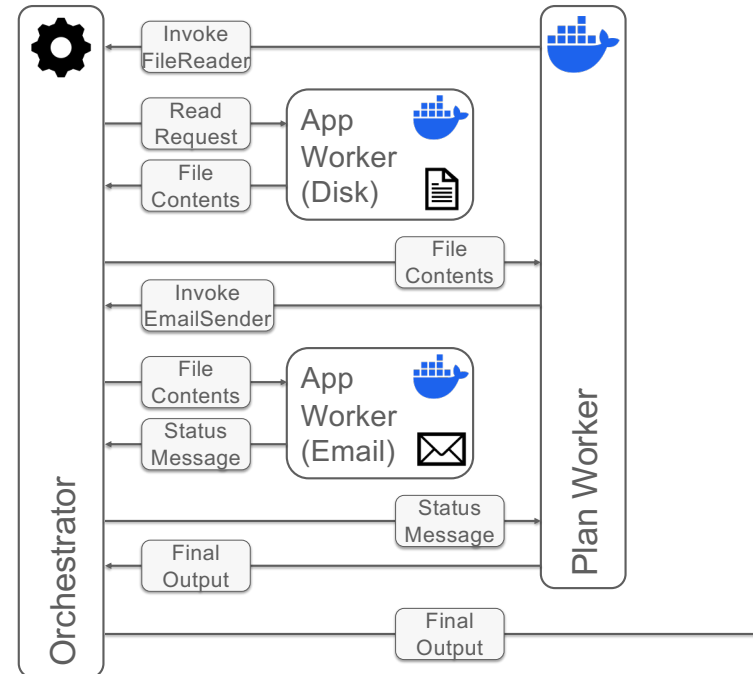 Invoke
FileReader
Read
Request
App
Worker
(Disk)
File
Contents
File
Contents
Invoke
EmailSender
File
Contents
App
Worker
(Email)
Status
Message
Status
Message
Final
Output
Final
Output
Orchestrator
Plan Worker